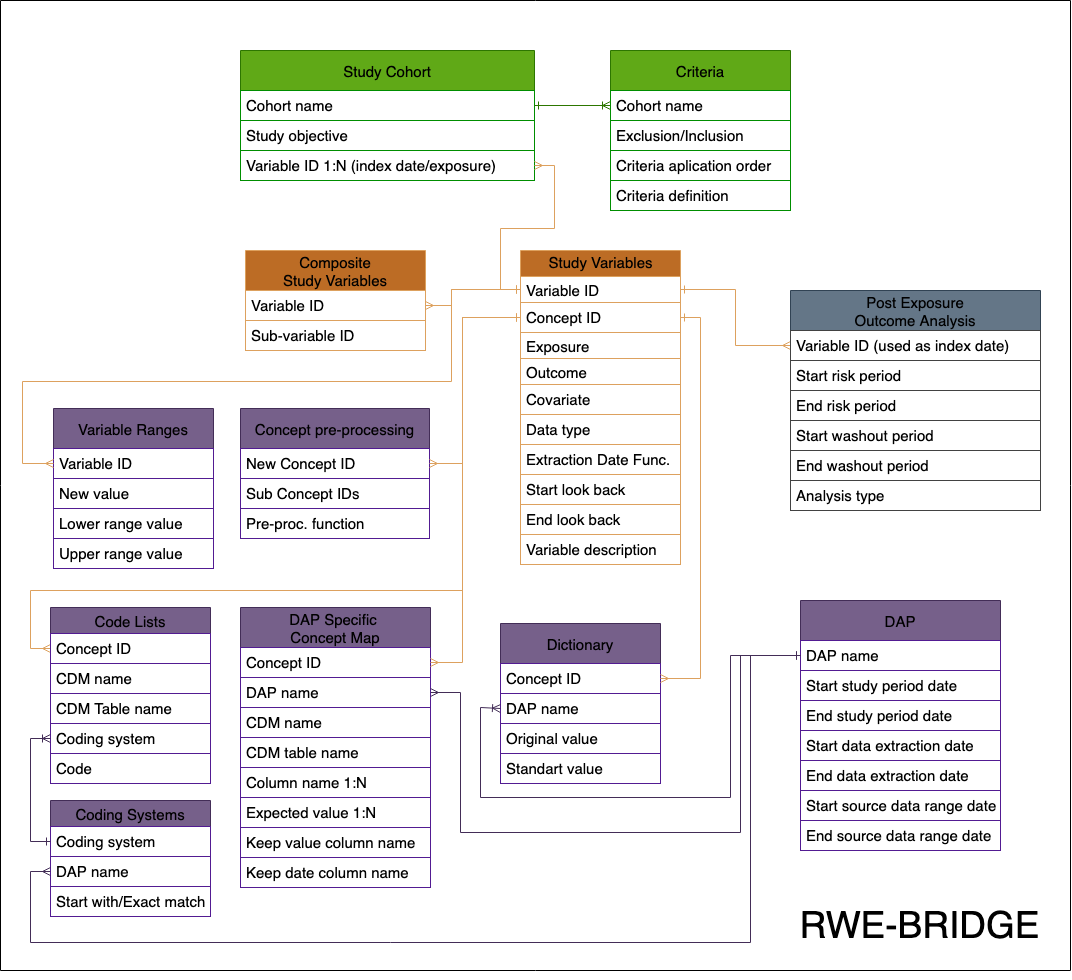 Study Cohort
Cohort name
Study objective
Variable ID 1:N (index date/exposure)
Criteria
Cohort name
Exclusion/Inclusion
Criteria aplication order
Criteria definition
Composite
Study Variables
Variable ID
Sub-variable ID
Study Variables
Variable ID
Concept ID
Exposure
Outcome
Covariate
Data type
Extraction Date Func.
Start look back
End look back
Variable description
Post Exposure
Outcome Analysis
Variable ID (used as index date)
Start risk period
End risk period
Start washout period
End washout period
Analysis type
Variable Ranges
Variable ID
New value
Lower range value
Upper range value
Concept pre-processing
New Concept ID
Sub Concept IDs
Pre-proc. function
Code Lists
Concept ID
CDM name
CDM Table name
Coding system
Code
DAP Specific
Concept Map
Concept ID
DAP name
CDM name
CDM table name
Column name 1:N
Expected value 1:N
Keep value column name
Keep date column name
Dictionary
Concept ID
DAP name
Original value
Standart value
DAP
DAP name
Start study period date
End study period date
Start data extraction date
End data extraction date
Start source data range date
End source data range date
Coding Systems
Coding system
DAP name
Start with/Exact match
RWE-BRIDGE